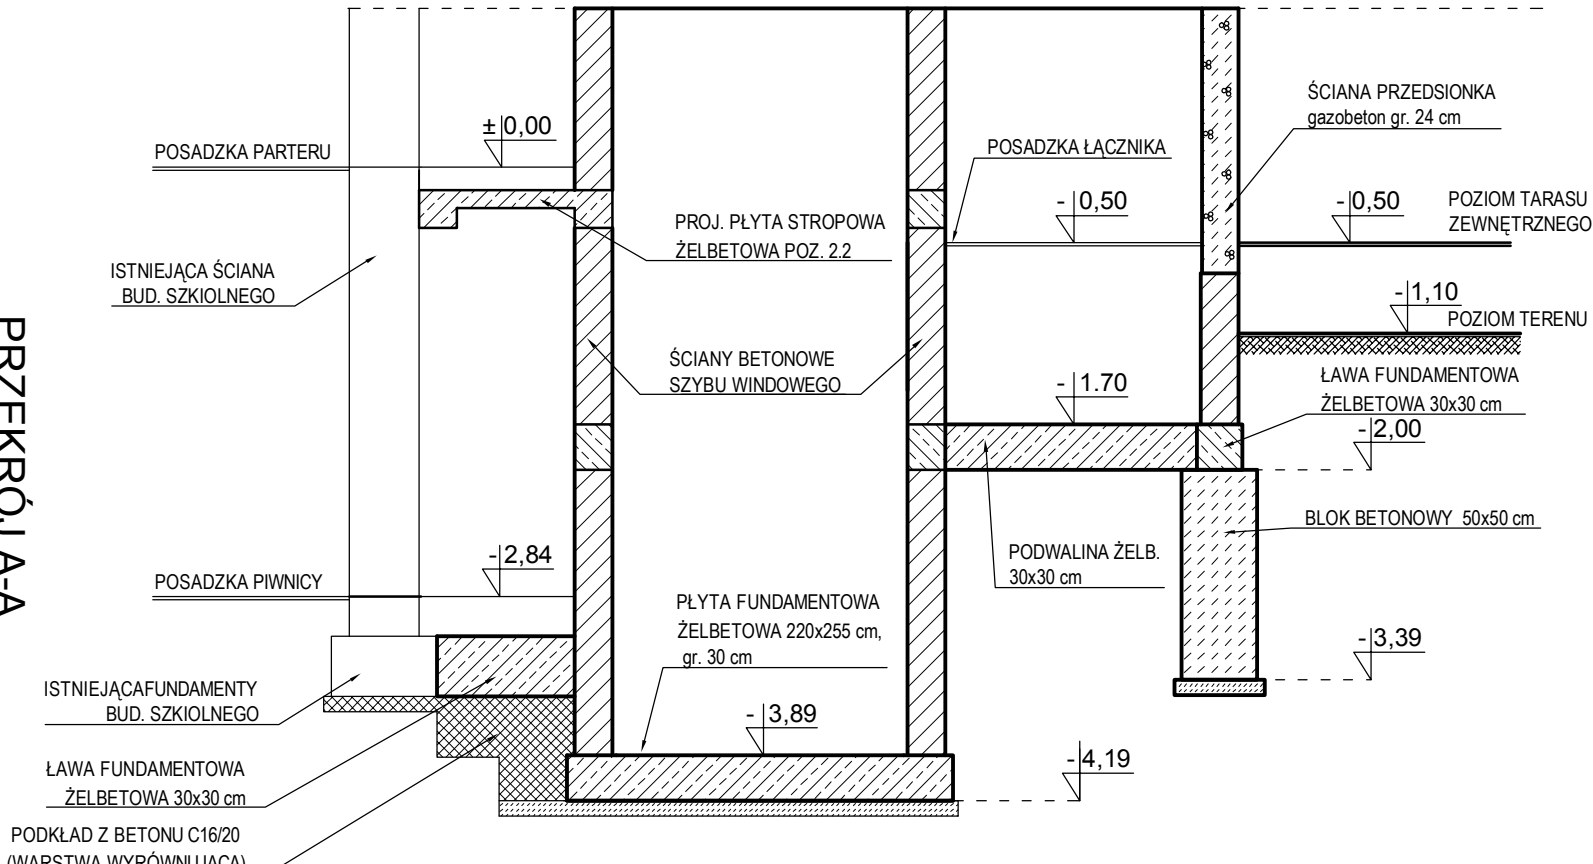 PRZEKRÓJ A-A
ŚCIANA PRZEDSIONKA
gazobeton gr. 24 cm
± 0,00
POSADZKA PARTERU
POSADZKA ŁĄCZNIKA
- 0,50
- 0,50
POZIOM TARASU
ZEWNĘTRZNEGO
PROJ. PŁYTA STROPOWA
ŻELBETOWA POZ. 2.2
ISTNIEJĄCA ŚCIANA
BUD. SZKIOLNEGO
- 1,10
POZIOM TERENU
ŚCIANY BETONOWE
SZYBU WINDOWEGO
- 1.70
ŁAWA FUNDAMENTOWA
ŻELBETOWA 30x30 cm
- 2,00
BLOK BETONOWY 50x50 cm
PODWALINA ŻELB.
30x30 cm
- 2,84
POSADZKA PIWNICY
PŁYTA FUNDAMENTOWA
ŻELBETOWA 220x255 cm,
gr. 30 cm
- 3,39
ISTNIEJĄCAFUNDAMENTY
BUD. SZKIOLNEGO
- 3,89
- 4,19
ŁAWA FUNDAMENTOWA
ŻELBETOWA 30x30 cm
PODKŁAD Z BETONU C16/20
(WARSTWA WYRÓWNUJĄCA)